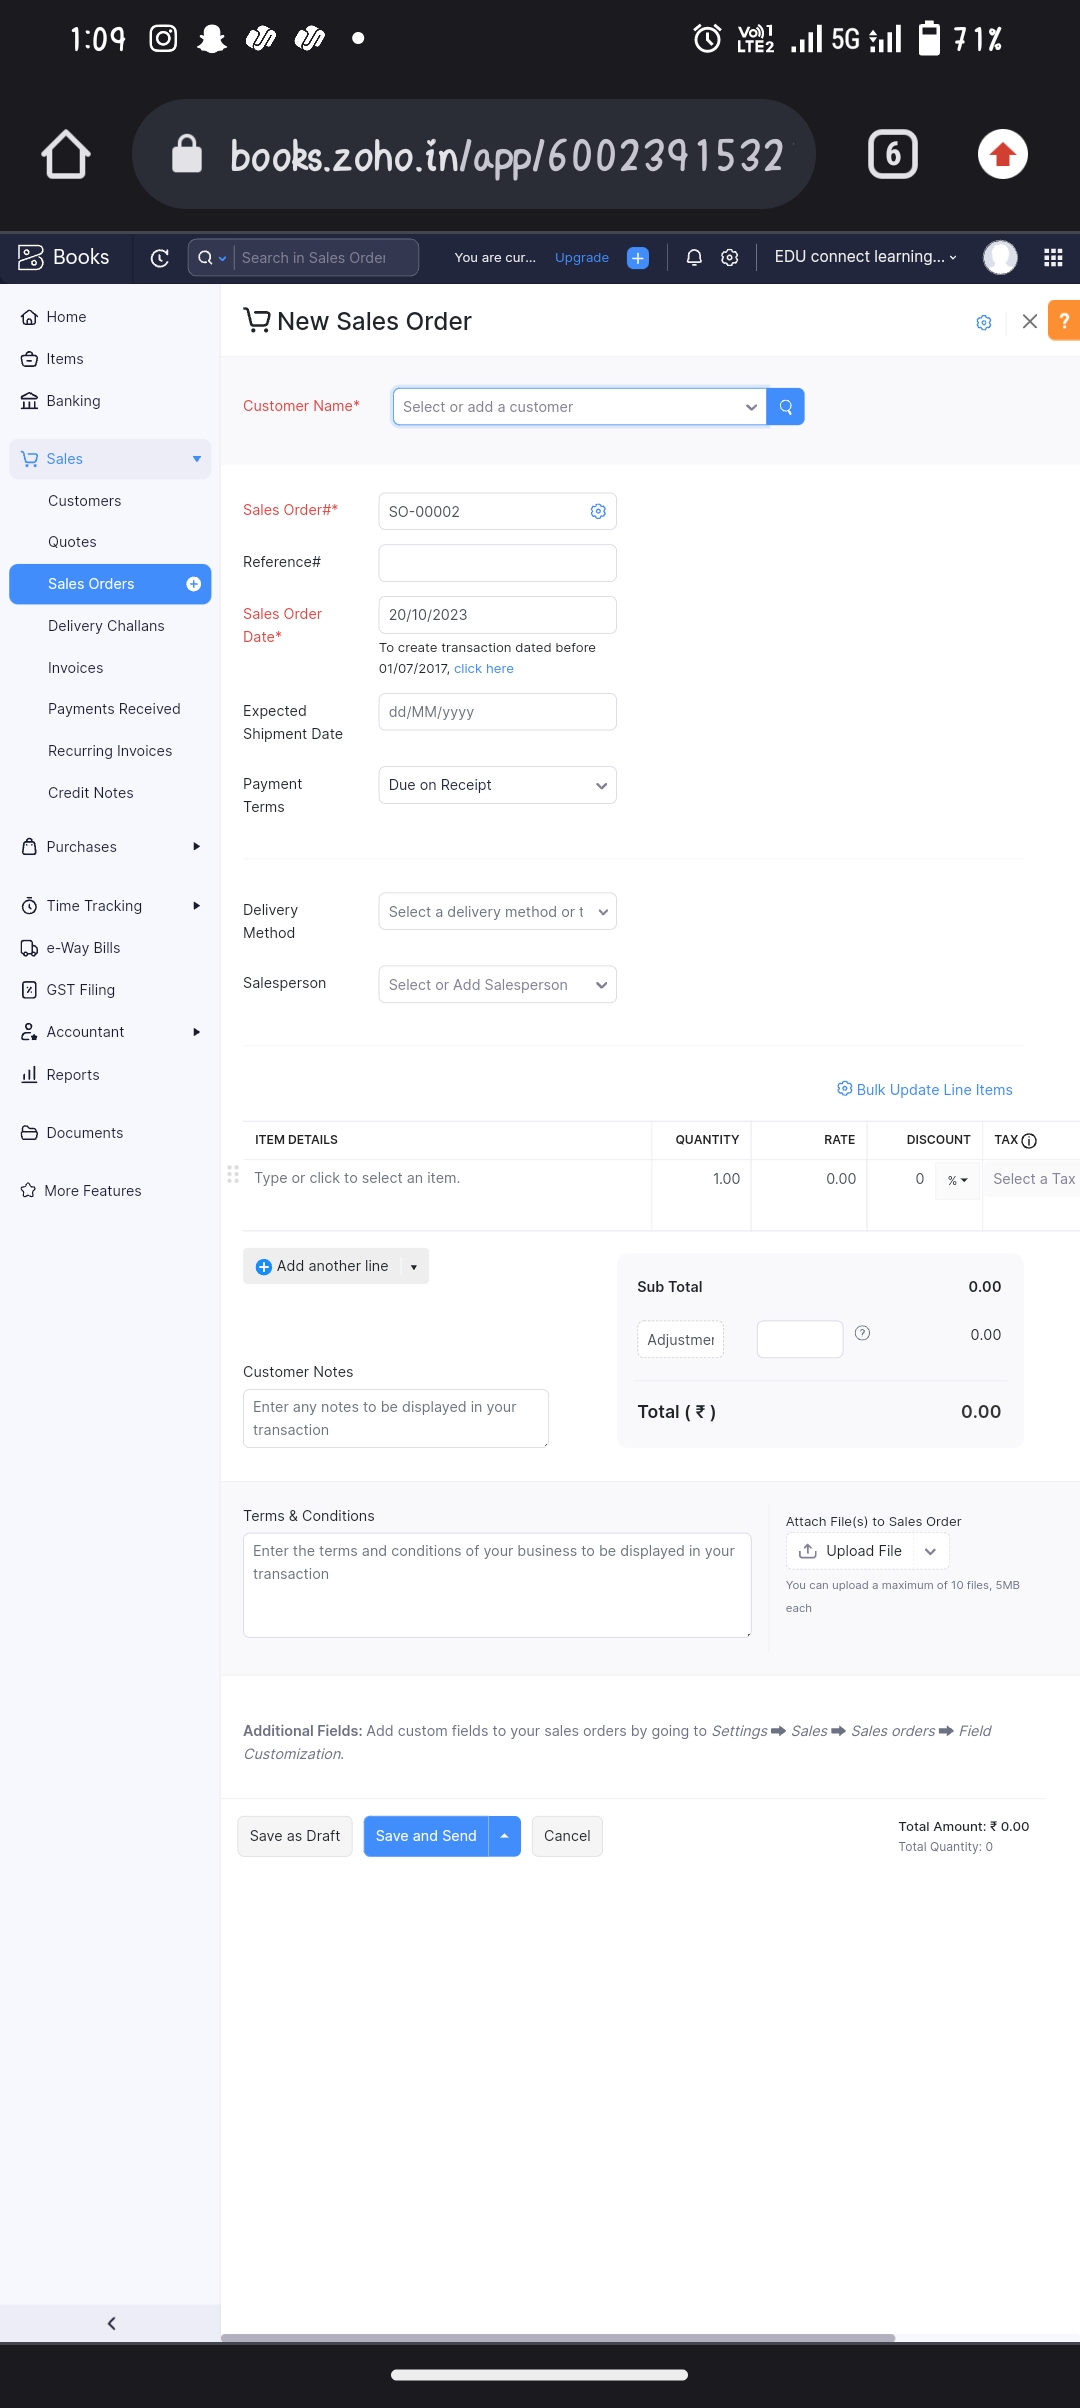 1:09
Vo))1
LTE2
5G
71%
books.zoho.in/app/6002391532
6
Books
Search in Sales Order
You are cur...
Upgrade
EDU connect learning...
Home
Items
Banking
Sales
Customers
Quotes
Sales Orders
Delivery Challans
Invoices
Payments Received
Recurring Invoices
Credit Notes
Purchases
Time Tracking
e-Way Bills
GST Filing
Accountant
Reports
Documents
More Features
New Sales Order
?
Customer Name*
Select or add a customer
Sales Order#*
SO-00002
Reference#
Sales Order
Date*
20/10/2023
To create transaction dated before
01/07/2017, click here
Expected
Shipment Date
dd/MM/yyyy
Payment
Terms
Due on Receipt
Delivery
Method
Select a delivery method or t
Salesperson
Select or Add Salesperson
Bulk Update Line Items
ITEM DETAILS QUANTITY RATE DISCOUNT TAX
Type or click to select an item. 1.00 0.00 0 % Select a Tax
Add another line
Sub Total 0.00
Adjustmer 0.00
Total ( ₹ ) 0.00
Customer Notes
Enter any notes to be displayed in your
transaction
Terms & Conditions
Enter the terms and conditions of your business to be displayed in your
transaction
Attach File(s) to Sales Order
Upload File
You can upload a maximum of 10 files, 5MB
each
Additional Fields: Add custom fields to your sales orders by going to Settings ➡ Sales ➡ Sales orders ➡ Field
Customization.
Save as Draft
Save and Send
Cancel
Total Amount: ₹ 0.00
Total Quantity: 0